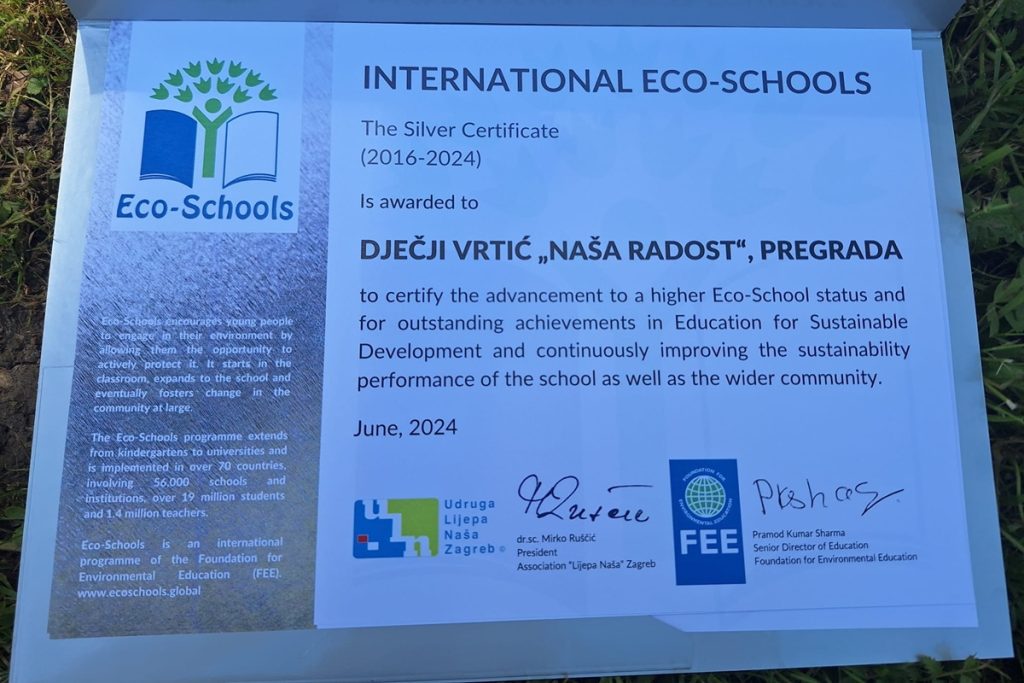 Eco-Schools
Eco-Schools encourages young people
to engage in their environment by
allowing them the opportunity to
actively protect it. It starts in the
classroom, expands to the school and
eventually fosters change in the
community at large.
The Eco-Schools programme extends
from kindergartens to universities and
is implemented in over 70 countries,
involving 56.000 schools and
institutions, over 19 million students
and 1.4 million teachers.
Eco-Schools is an international
programme of the Foundation for
Environmental Education (FEE).
www.ecoschools.global
INTERNATIONAL ECO-SCHOOLS
The Silver Certificate
(2016-2024)
Is awarded to
DJEČJI VRTIĆ „NAŠA RADOST“, PREGRADA
to certify the advancement to a higher Eco-School status and
for outstanding achievements in Education for Sustainable
Development and continuously improving the sustainability
performance of the school as well as the wider community.
June, 2024
Udruga
Lijepa
Naša
Zagreb ©
dr.sc. Mirko Ruščić
President
Association "Lijepa Naša" Zagreb
FOUNDATION FOR
ENVIRONMENTAL EDUCATION
FEE
Pramod Kumar Sharma
Senior Director of Education
Foundation for Environmental Education